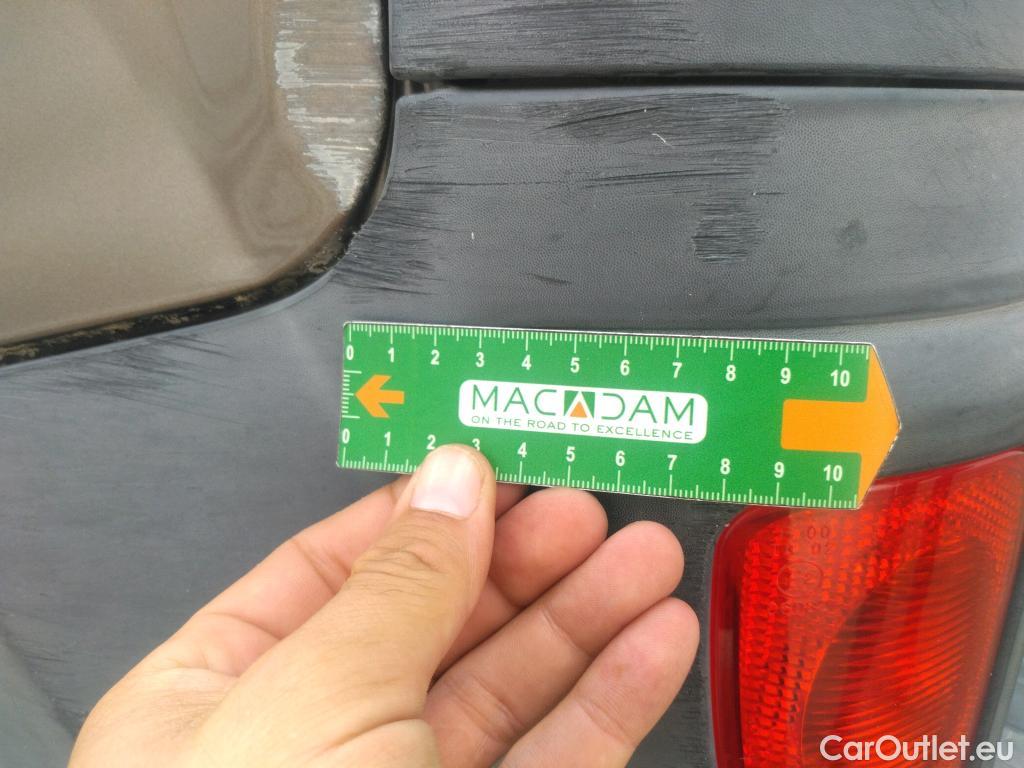 0 1 2 3 4 5 6 7 8 9 10
MACADAM
ON THE ROAD TO EXCELLENCE
0 1 2 3 4 5 6 7 8 9 10
CarOutlet.eu